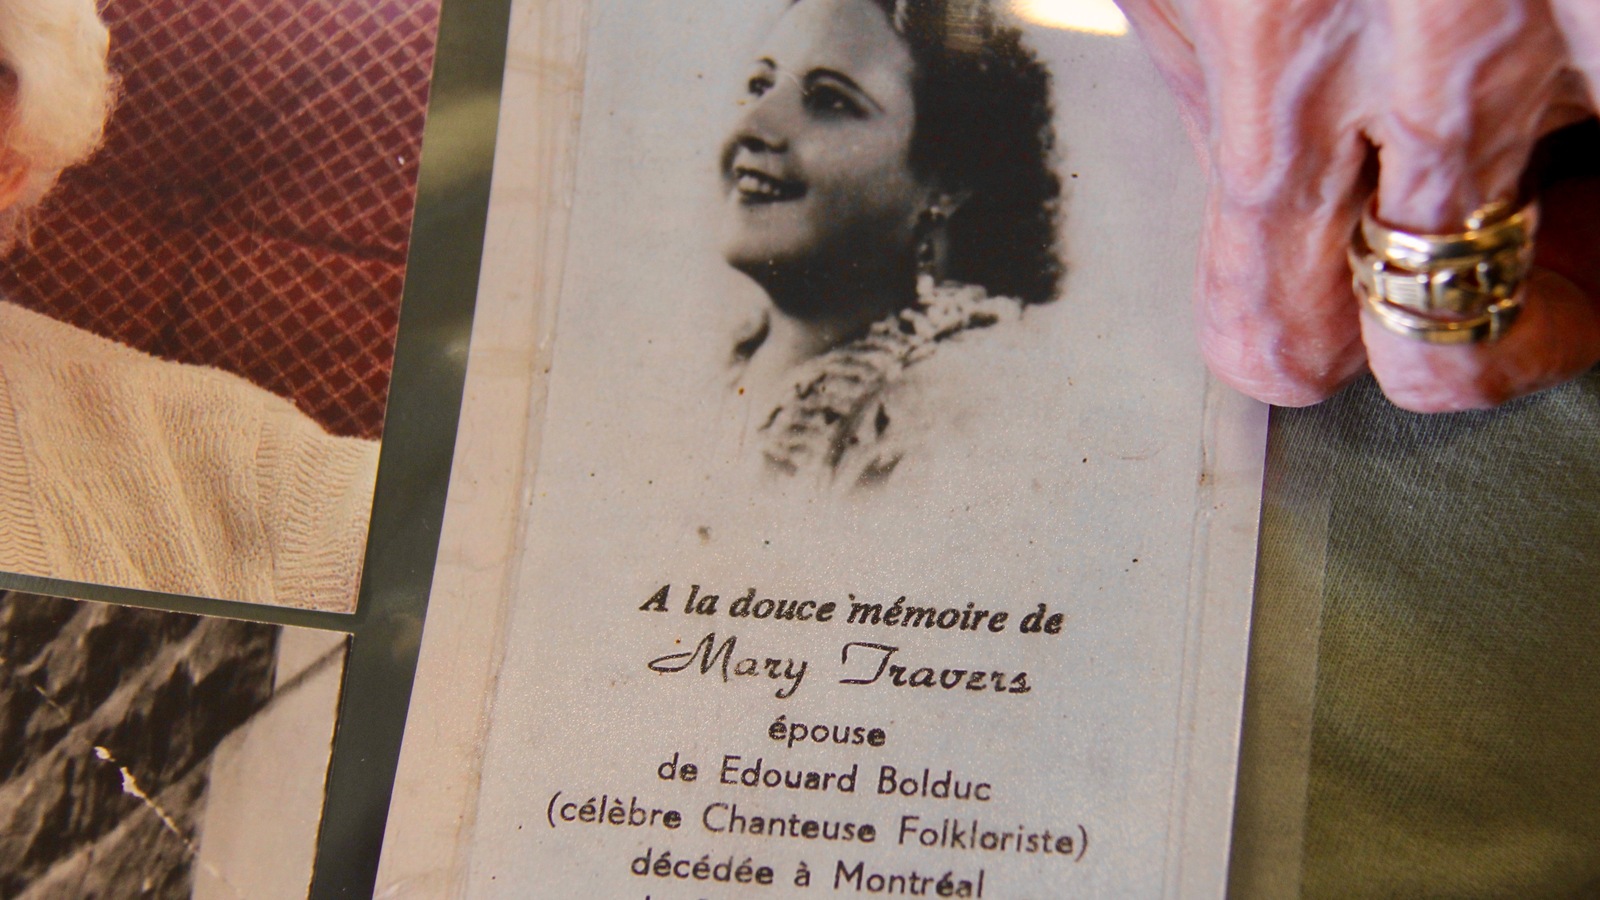 A la douce mémoire de
Mary Travers
épouse
de Edouard Bolduc
(célèbre Chanteuse Folkloriste)
décédée à Montréal